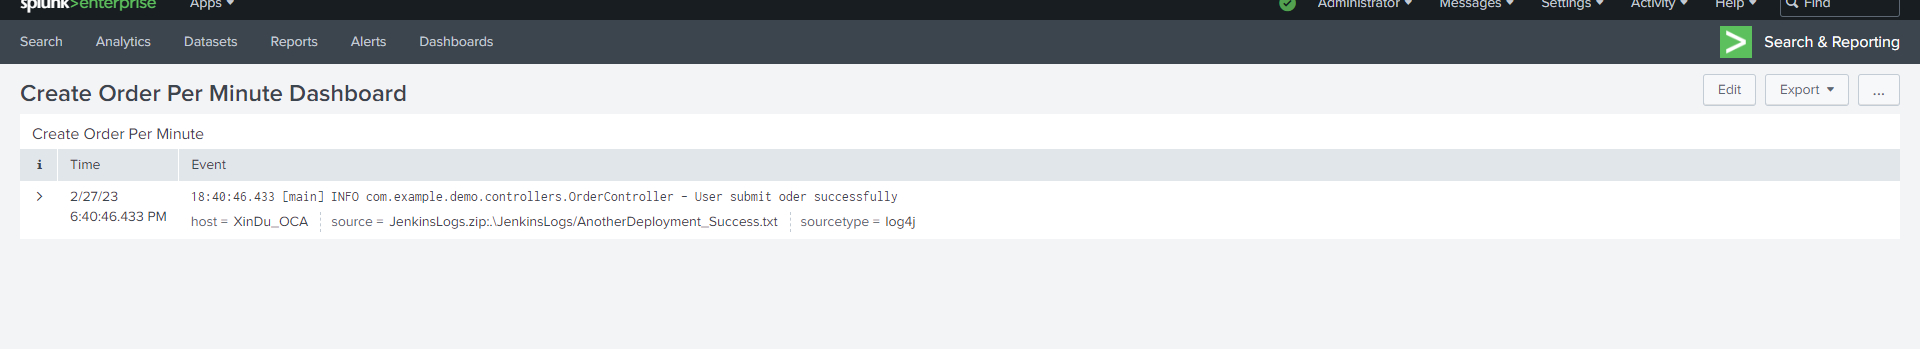 splunk>enterprise Apps Administrator Messages Settings Activity Help Find
Search Analytics Datasets Reports Alerts Dashboards Search & Reporting
Create Order Per Minute Dashboard Edit Export ...
Create Order Per Minute
i Time Event
2/27/23 18:40:46.433 [main] INFO com.example.demo.controllers.OrderController - User submit oder successfully
6:40:46.433 PM host = XinDu_OCA source = JenkinsLogs.zip:.\JenkinsLogs/AnotherDeployment_Success.txt sourcetype = log4j